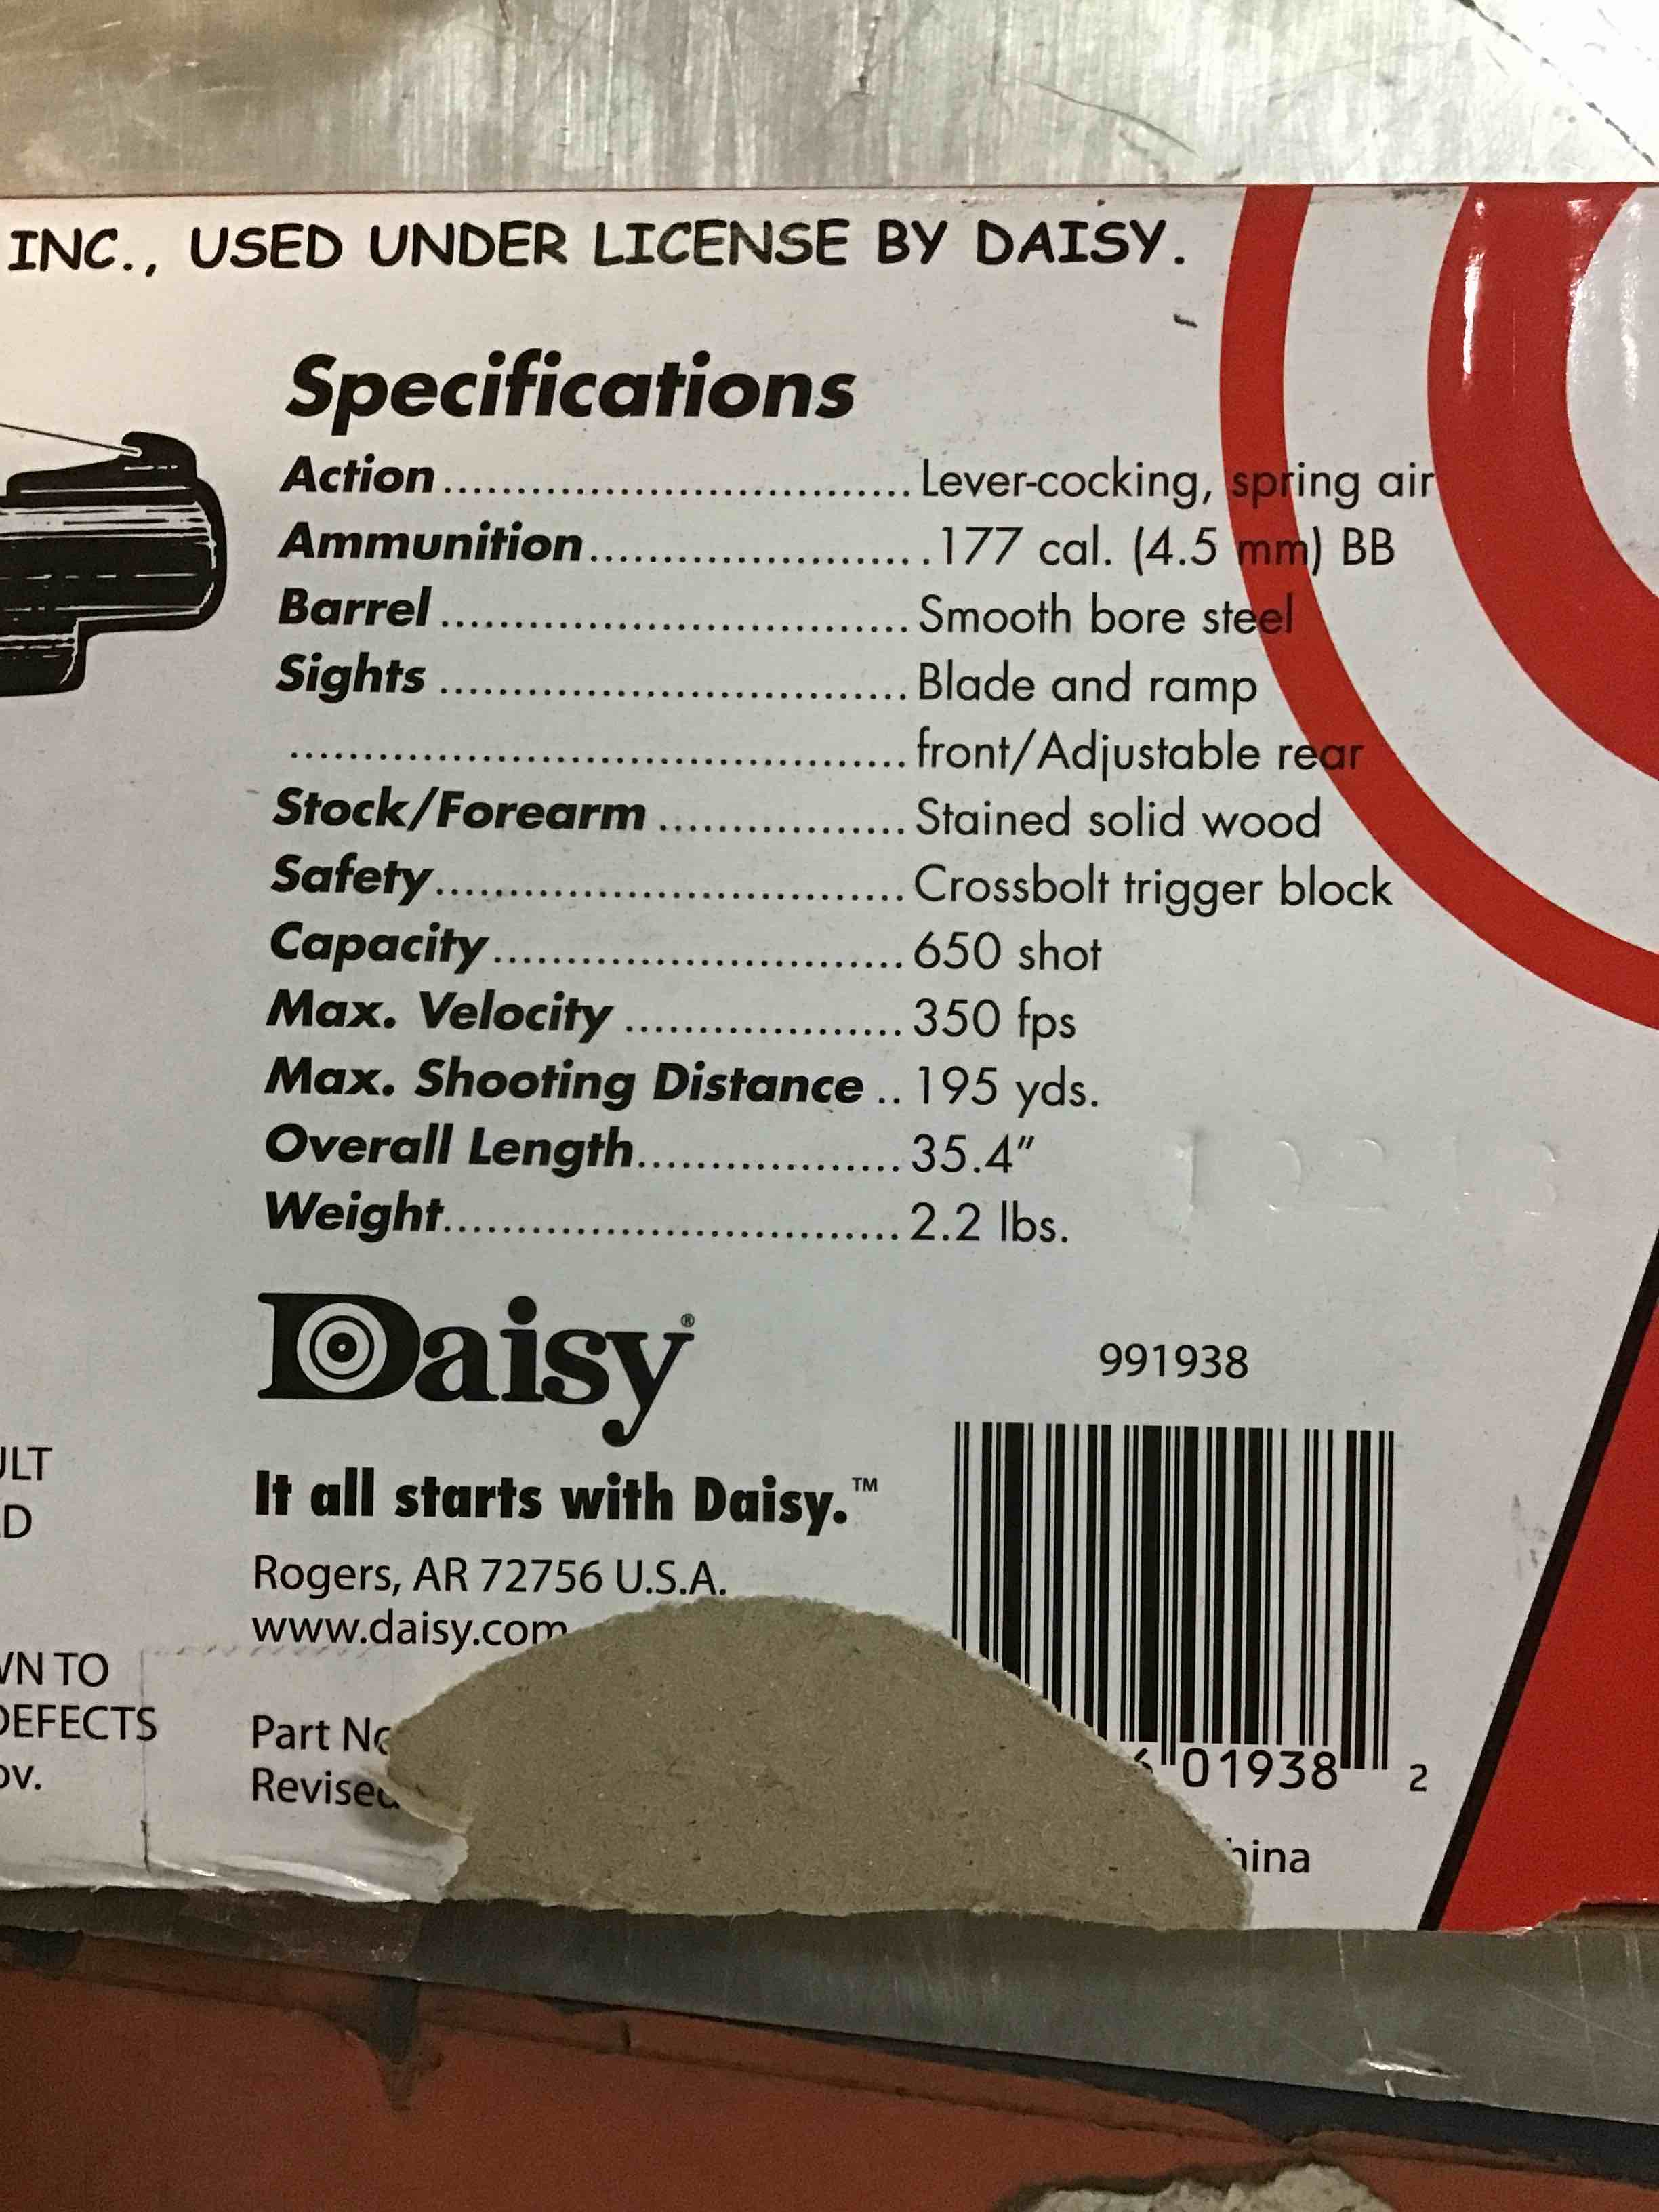 INC., USED UNDER LICENSE BY DAISY.
Specifications
Action................................Lever-cocking, spring air
Ammunition.......................177 cal. (4.5 mm) BB
Barrel................................Smooth bore steel
Sights................................Blade and ramp
..........................................front/Adjustable rear
Stock/Forearm.................Stained solid wood
Safety................................Crossbolt trigger block
Capacity............................650 shot
Max. Velocity...................350 fps
Max. Shooting Distance..195 yds.
Overall Length..................35.4"
Weight...............................2.2 lbs.
Daisy®
991938
It all starts with Daisy.™
Rogers, AR 72756 U.S.A.
www.daisy.com
TO
DEFECTS
Part
01938 2